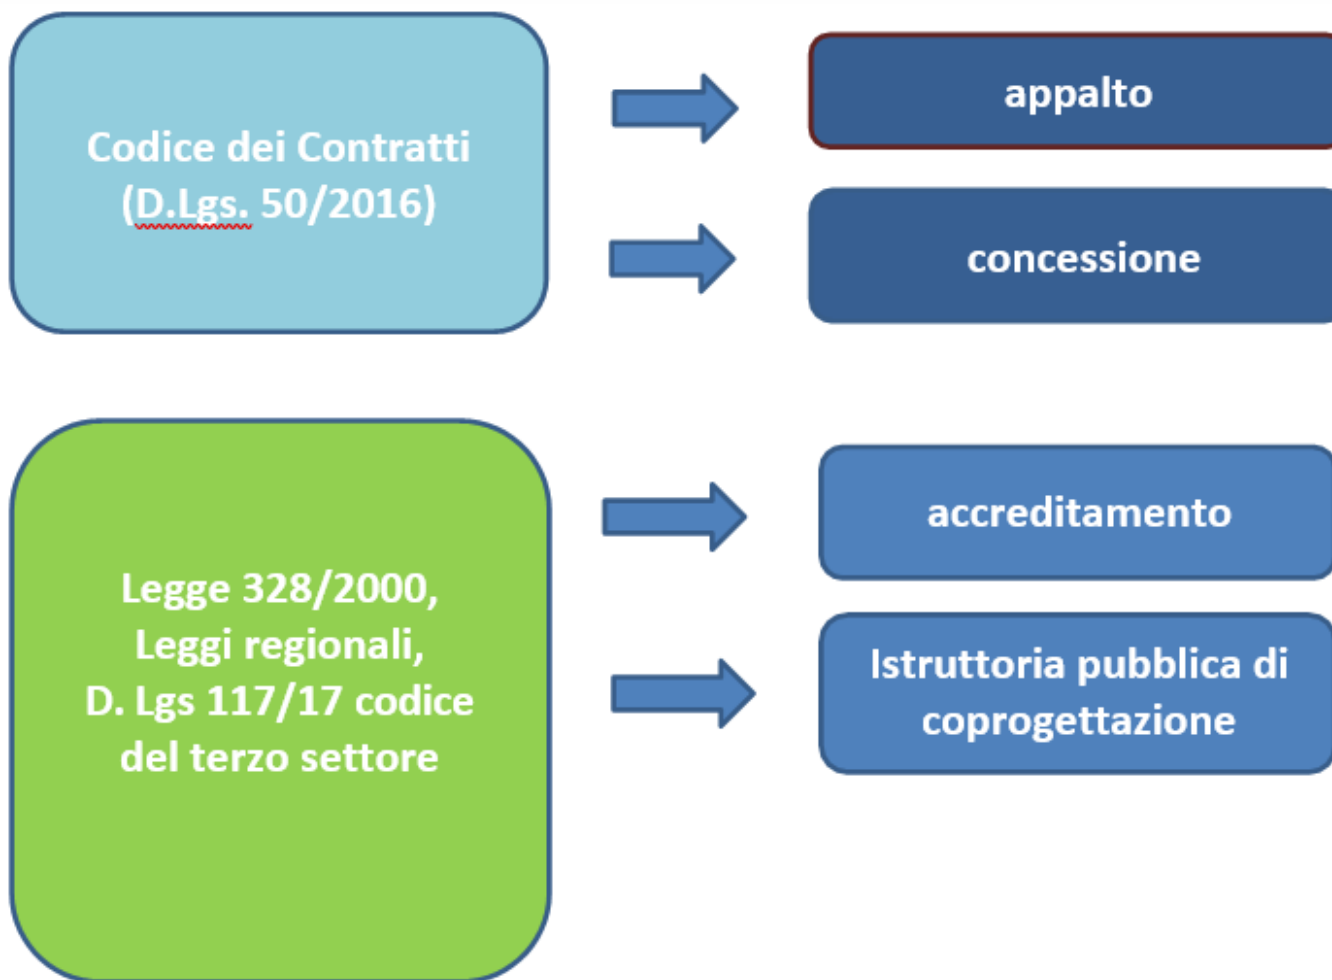 Codice dei Contratti
(D.Lgs. 50/2016)
appalto
concessione
Legge 328/2000,
Leggi regionali,
D. Lgs 117/17 codice
del terzo settore
accreditamento
Istruttoria pubblica di
coprogettazione